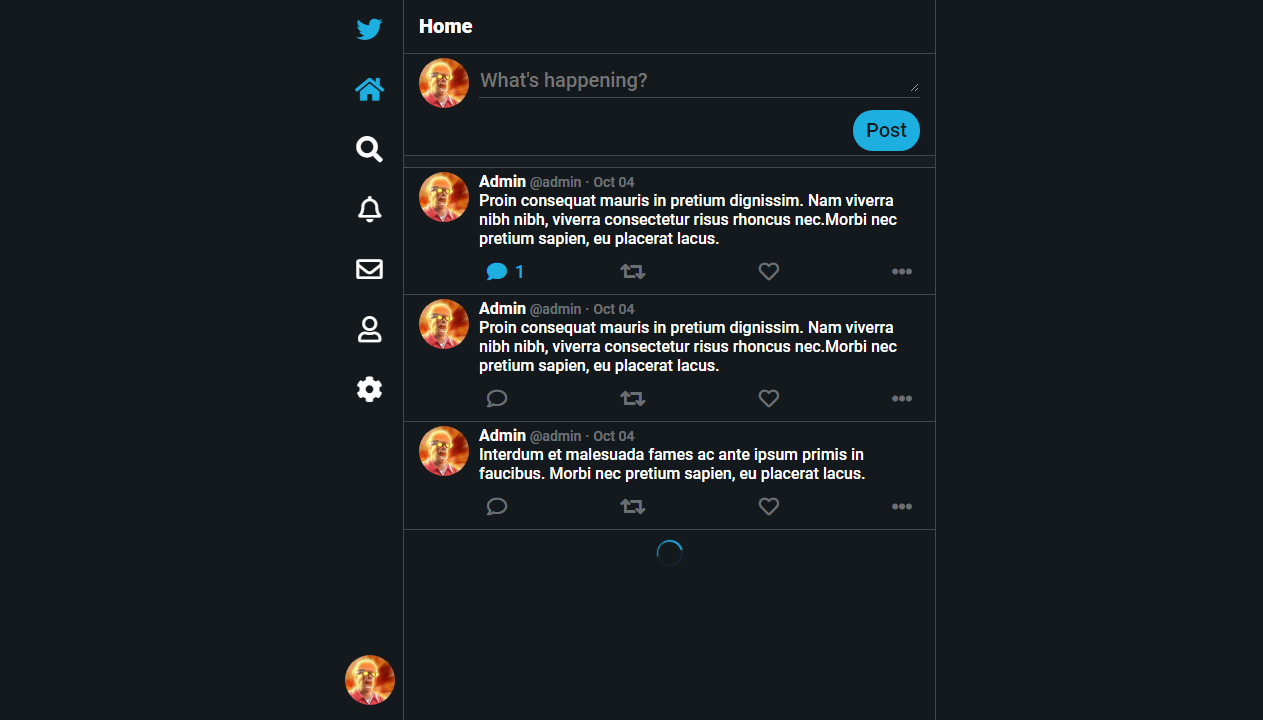 Home
What's happening?
Post
Admin @admin · Oct 04
Proin consequat mauris in pretium dignissim. Nam viverra
nibh nibh, viverra consectetur risus rhoncus nec.Morbi nec
pretium sapien, eu placerat lacus.
1
Admin @admin · Oct 04
Proin consequat mauris in pretium dignissim. Nam viverra
nibh nibh, viverra consectetur risus rhoncus nec.Morbi nec
pretium sapien, eu placerat lacus.
Admin @admin · Oct 04
Interdum et malesuada fames ac ante ipsum primis in
faucibus. Morbi nec pretium sapien, eu placerat lacus.